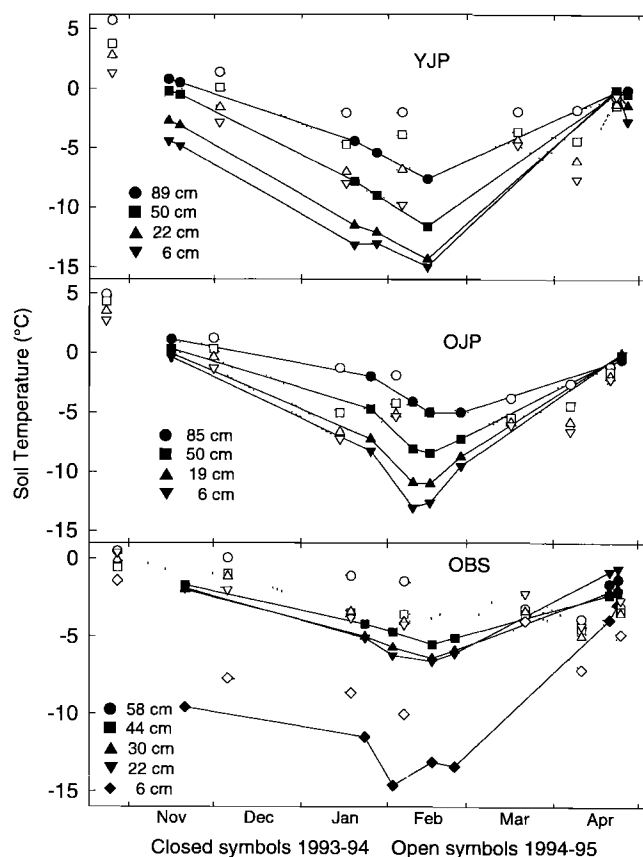 5
0
-5
-10
-15
YJP
89 cm
50 cm
22 cm
6 cm
5
0
-5
-10
-15
OJP
85 cm
50 cm
19 cm
6 cm
0
-5
-10
-15
OBS
58 cm
44 cm
30 cm
22 cm
6 cm
Soil Temperature (°C)
Nov Dec Jan Feb Mar Apr
Closed symbols 1993-94 Open symbols 1994-95